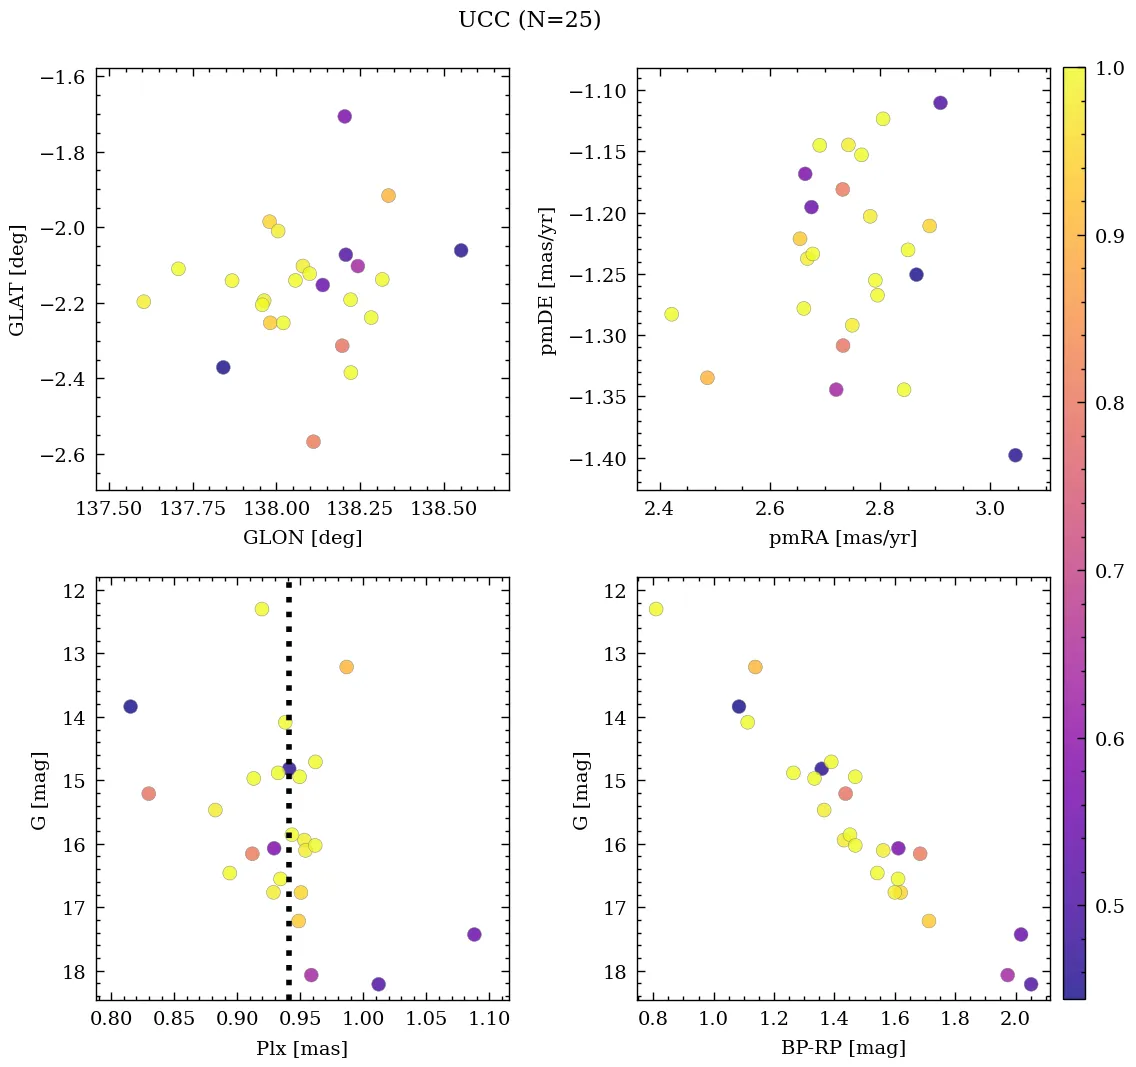 UCC (N=25)
−1.6
−1.8
−2.0
−2.2
−2.4
−2.6
GLAT [deg]
137.50 137.75 138.00 138.25 138.50
GLON [deg]
−1.10
−1.15
−1.20
−1.25
−1.30
−1.35
−1.40
pmDE [mas/yr]
2.4 2.6 2.8 3.0
pmRA [mas/yr]
12
13
14
15
16
17
18
G [mag]
0.80 0.85 0.90 0.95 1.00 1.05 1.10
Plx [mas]
12
13
14
15
16
17
18
G [mag]
0.8 1.0 1.2 1.4 1.6 1.8 2.0
BP-RP [mag]
1.0
0.9
0.8
0.7
0.6
0.5